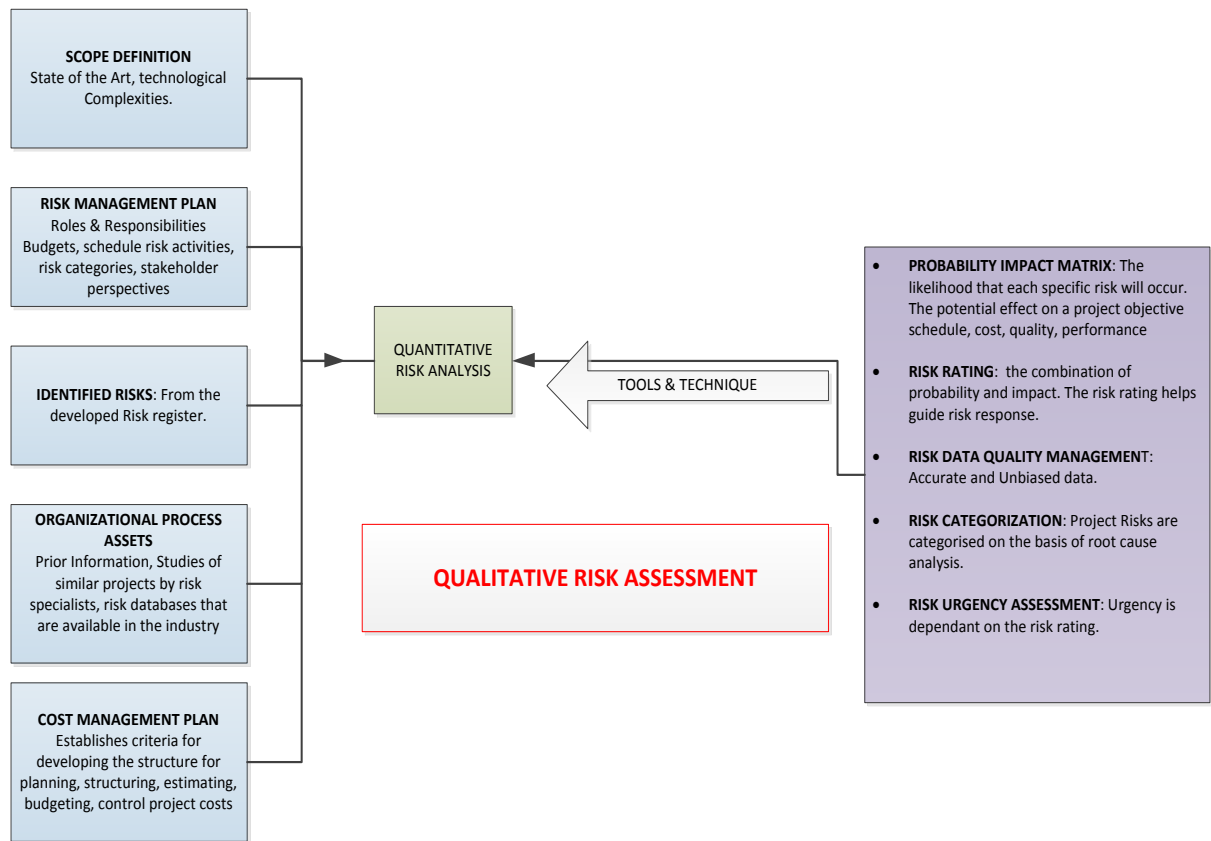 SCOPE DEFINITION
State of the Art, technological
Complexities.
RISK MANAGEMENT PLAN
Roles & Responsibilities
Budgets, schedule risk activities,
risk categories, stakeholder
perspectives
IDENTIFIED RISKS: From the
developed Risk register.
ORGANIZATIONAL PROCESS
ASSETS
Prior Information, Studies of
similar projects by risk
specialists, risk databases that
are available in the industry
COST MANAGEMENT PLAN
Establishes criteria for
developing the structure for
planning, structuring, estimating,
budgeting, control project costs
QUANTITATIVE
RISK ANALYSIS
TOOLS & TECHNIQUE
QUALITATIVE RISK ASSESSMENT
• PROBABILITY IMPACT MATRIX: The
likelihood that each specific risk will occur.
The potential effect on a project objective
schedule, cost, quality, performance
• RISK RATING: the combination of
probability and impact. The risk rating helps
guide risk response.
• RISK DATA QUALITY MANAGEMENT:
Accurate and Unbiased data.
• RISK CATEGORIZATION: Project Risks are
categorised on the basis of root cause
analysis.
• RISK URGENCY ASSESSMENT: Urgency is
dependant on the risk rating.